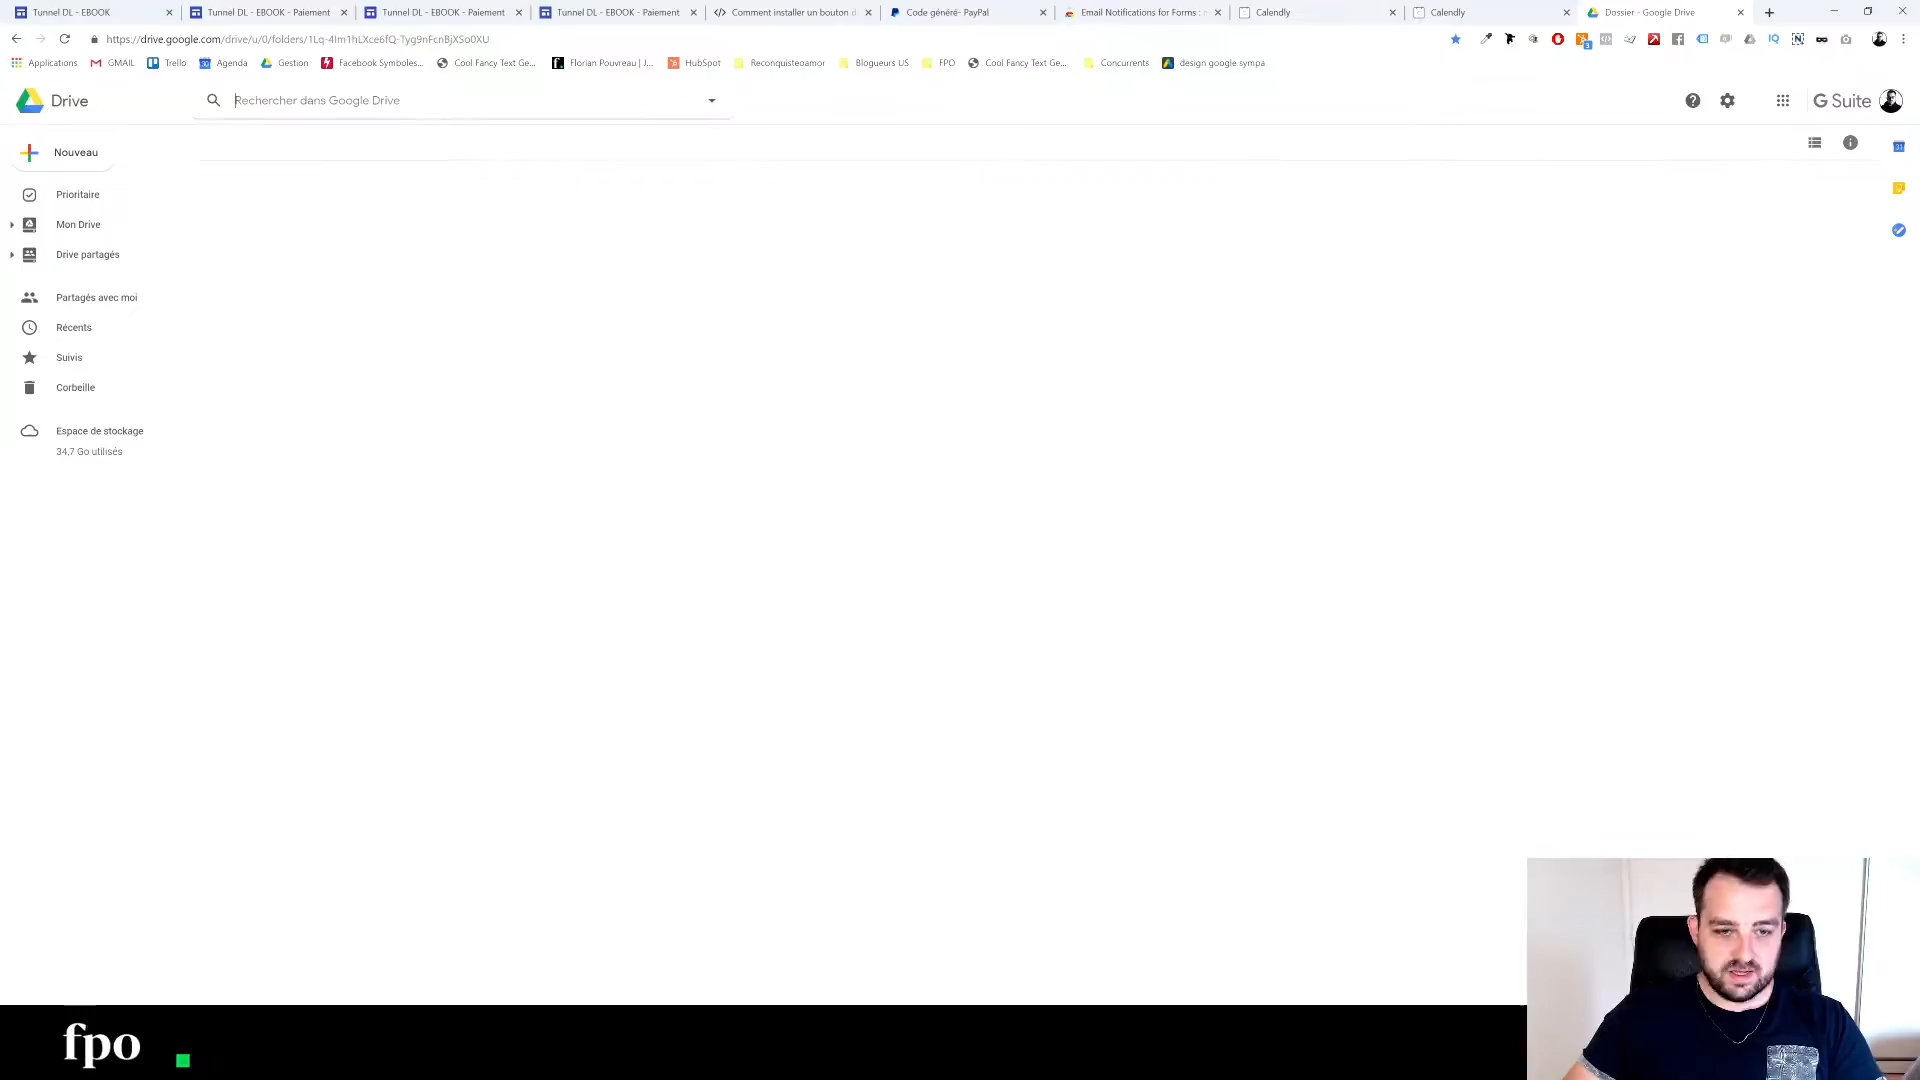 Tunnel DL - EBOOK
Tunnel DL - EBOOK - Paiement
Tunnel DL - EBOOK - Paiement
Tunnel DL - EBOOK - Paiement
Comment installer un bouton d
Code généré- PayPal
Email Notifications for Forms :
Calendly
Calendly
Dossier - Google Drive
https://drive.google.com/drive/u/0/folders/1Lq-4Im1hLXce6fQ-Tyg9nFcnBjXSo0XU
3
Applications
GMAIL
Trello
Agenda
Gestion
Facebook Symboles...
Cool Fancy Text Ge...
Florian Pouvreau | J...
HubSpot
Reconquisteoamor
Blogueurs US
FPO
Cool Fancy Text Ge...
Concurrents
design google sympa
Drive
Rechercher dans Google Drive
G Suite
Nouveau
Prioritaire
Mon Drive
Drive partagés
Partagés avec moi
Récents
Suivis
Corbeille
Espace de stockage
34,7 Go utilisés
31
fpo